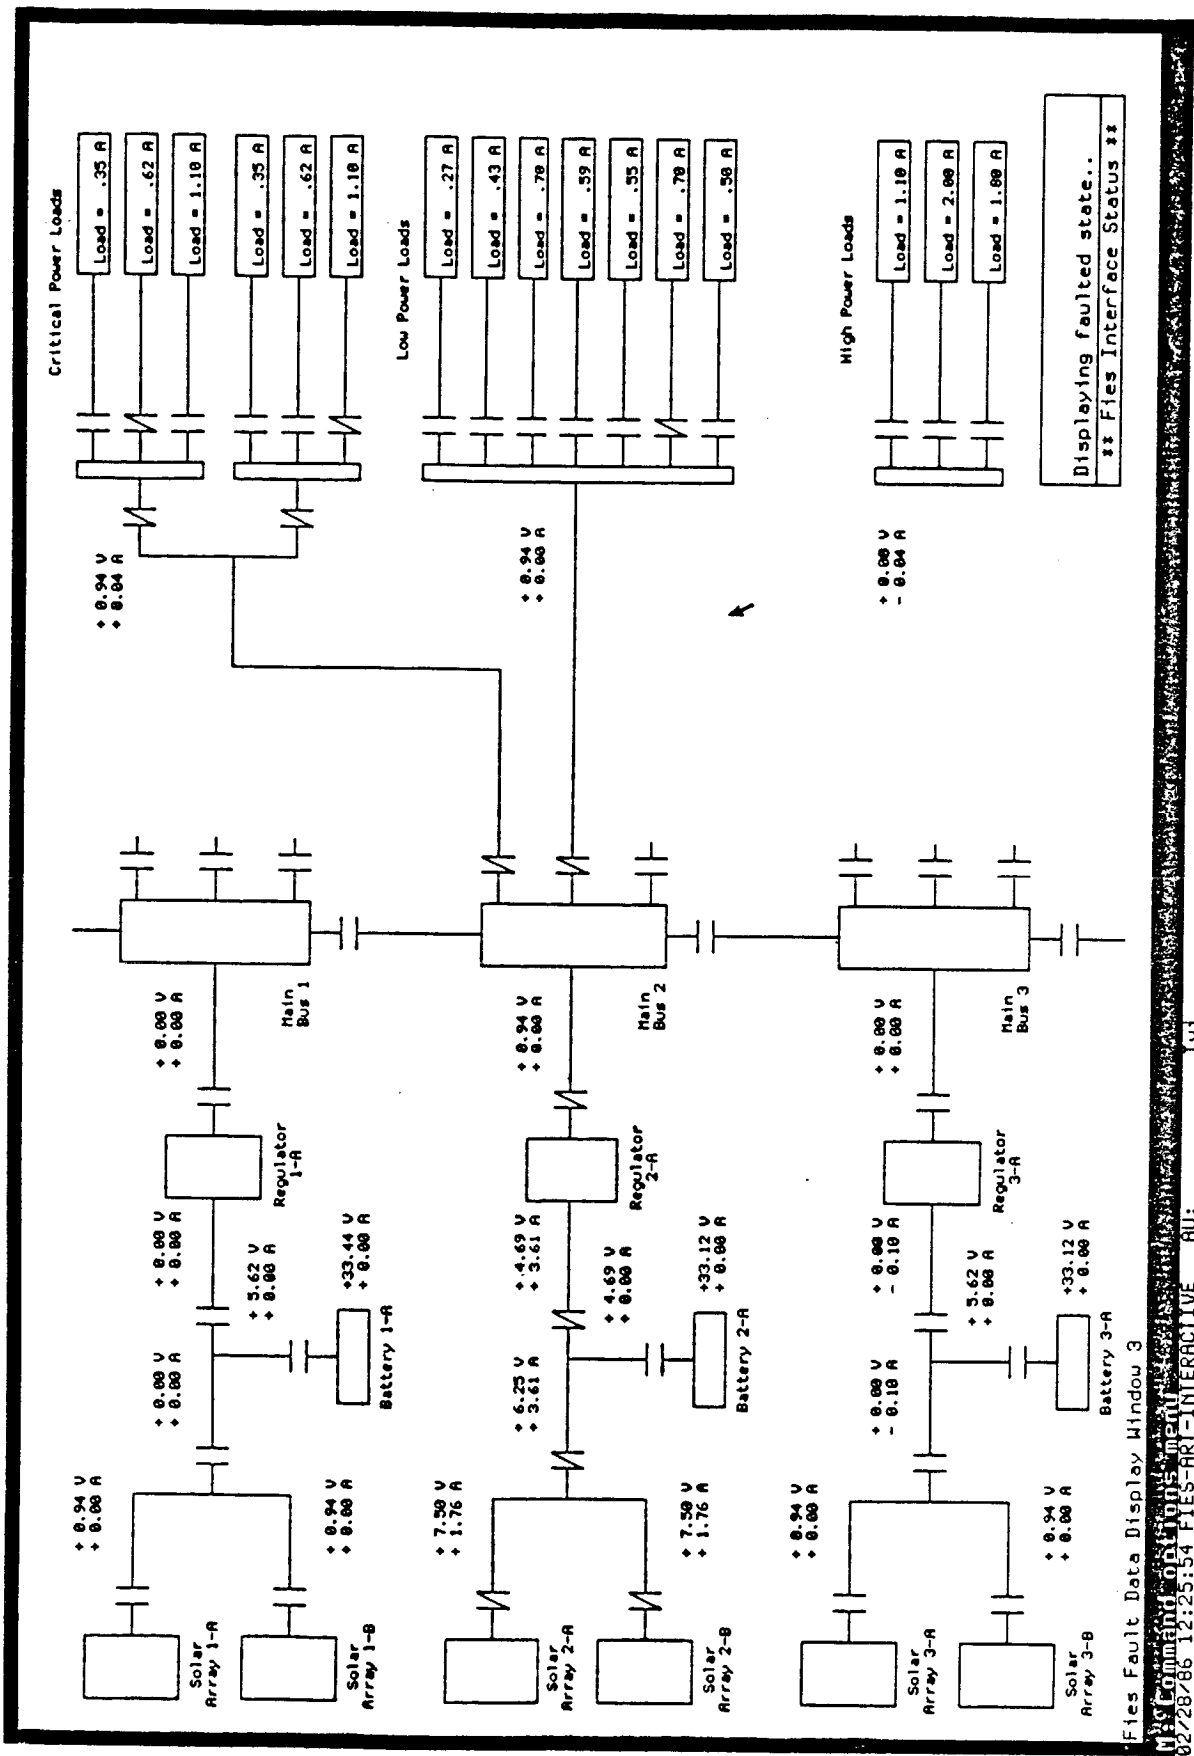 Critical Power Loads
Load = .35 A
Load = .62 A
Load = 1.10 A
Load = .35 A
Load = .62 A
Load = 1.10 A
Low Power Loads
Load = .27 A
Load = .43 A
Load = .70 A
Load = .59 A
Load = .55 A
Load = .70 A
Load = .50 A
High Power Loads
Load = 1.10 A
Load = 2.00 A
Load = 1.00 A
Displaying faulted state..
** Fies Interface Status **
+ 0.94 V
+ 0.04 A
+ 0.94 V
+ 0.00 A
+ 0.00 V
- 0.04 A
Main
Bus 1
Main
Bus 2
Main
Bus 3
+ 0.00 V
+ 0.00 A
+ 0.94 V
+ 0.00 A
+ 0.00 V
+ 0.00 A
Regulator
1-A
Regulator
2-A
Regulator
3-A
+ 0.00 V
+ 0.00 A
+ 5.62 V
+ 0.00 A
+33.44 V
+ 0.00 A
+ 4.69 V
+ 3.61 A
+ 4.69 V
+ 0.00 A
+33.12 V
+ 0.00 A
+ 0.00 V
- 0.10 A
+ 5.62 V
+ 0.00 A
+33.12 V
+ 0.00 A
Battery 1-A
Battery 2-A
Battery 3-A
+ 0.00 V
+ 0.00 A
+ 6.25 V
+ 3.61 A
+ 0.00 V
- 0.10 A
+ 0.94 V
+ 0.00 A
+ 0.94 V
+ 0.00 A
+ 7.50 V
+ 1.76 A
+ 7.50 V
+ 1.76 A
+ 0.94 V
+ 0.00 A
+ 0.94 V
+ 0.00 A
Solar
Array 1-A
Solar
Array 1-B
Solar
Array 2-A
Solar
Array 2-B
Solar
Array 3-A
Solar
Array 3-B
Fies Fault Data Display Window 3
Command options menu
02/28/86 12:25:54 FIES-ART-INTERACTIVE AU: